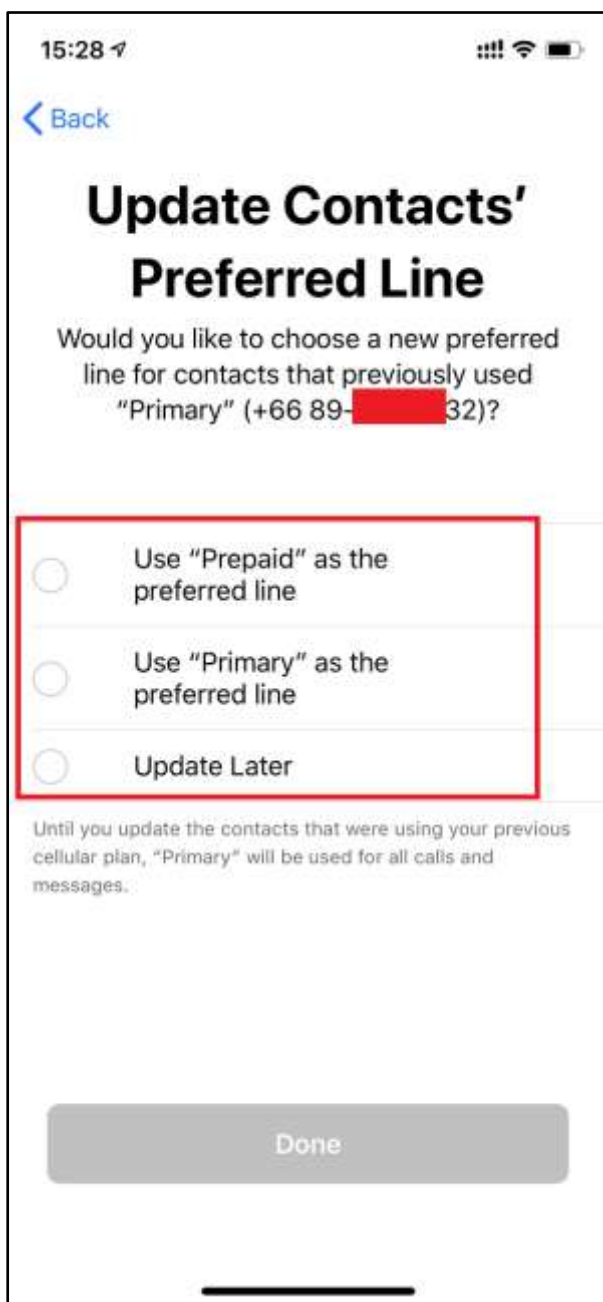 15:28
Back
Update Contacts’
Preferred Line
Would you like to choose a new preferred
line for contacts that previously used
“Primary” (+66 89- 32)?
Use “Prepaid” as the
preferred line
Use “Primary” as the
preferred line
Update Later
Until you update the contacts that were using your previous
cellular plan, “Primary” will be used for all calls and
messages.
Done